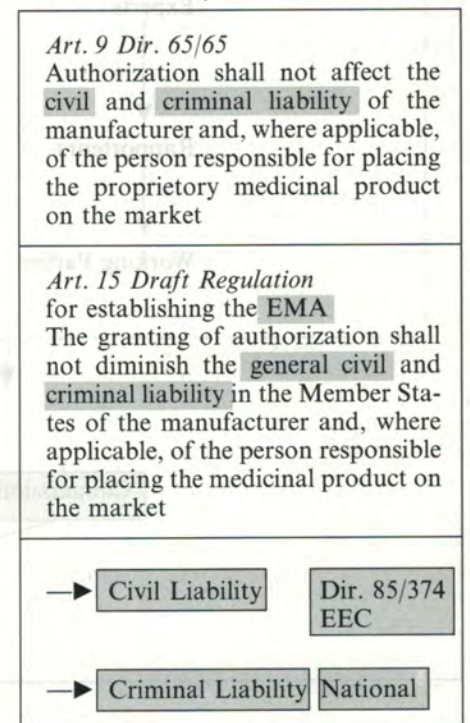 Experts
Art. 9 Dir. 65/65
Authorization shall not affect the
civil and criminal liability of the
manufacturer and, where applicable,
of the person responsible for placing
the proprietory medicinal product
on the market
Working Part
Art. 15 Draft Regulation
for establishing the EMA
The granting of authorization shall
not diminish the general civil and
criminal liability in the Member Sta-
tes of the manufacturer and, where
applicable, of the person responsible
for placing the medicinal product on
the market
Civil Liability Dir. 85/374
EEC
Criminal Liability National